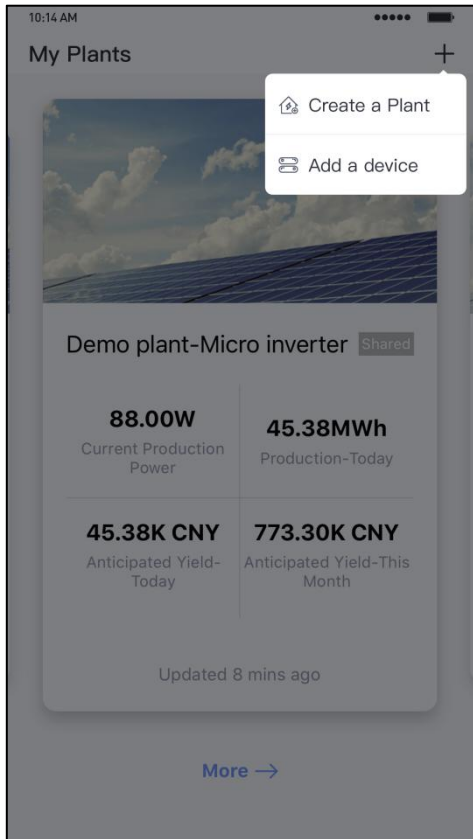 10:14 AM
My Plants
Create a Plant
Add a device
Demo plant-Micro inverter Shared
88.00W
Current Production
Power
45.38MWh
Production-Today
45.38K CNY
Anticipated Yield-
Today
773.30K CNY
Anticipated Yield-This
Month
Updated 8 mins ago
More →